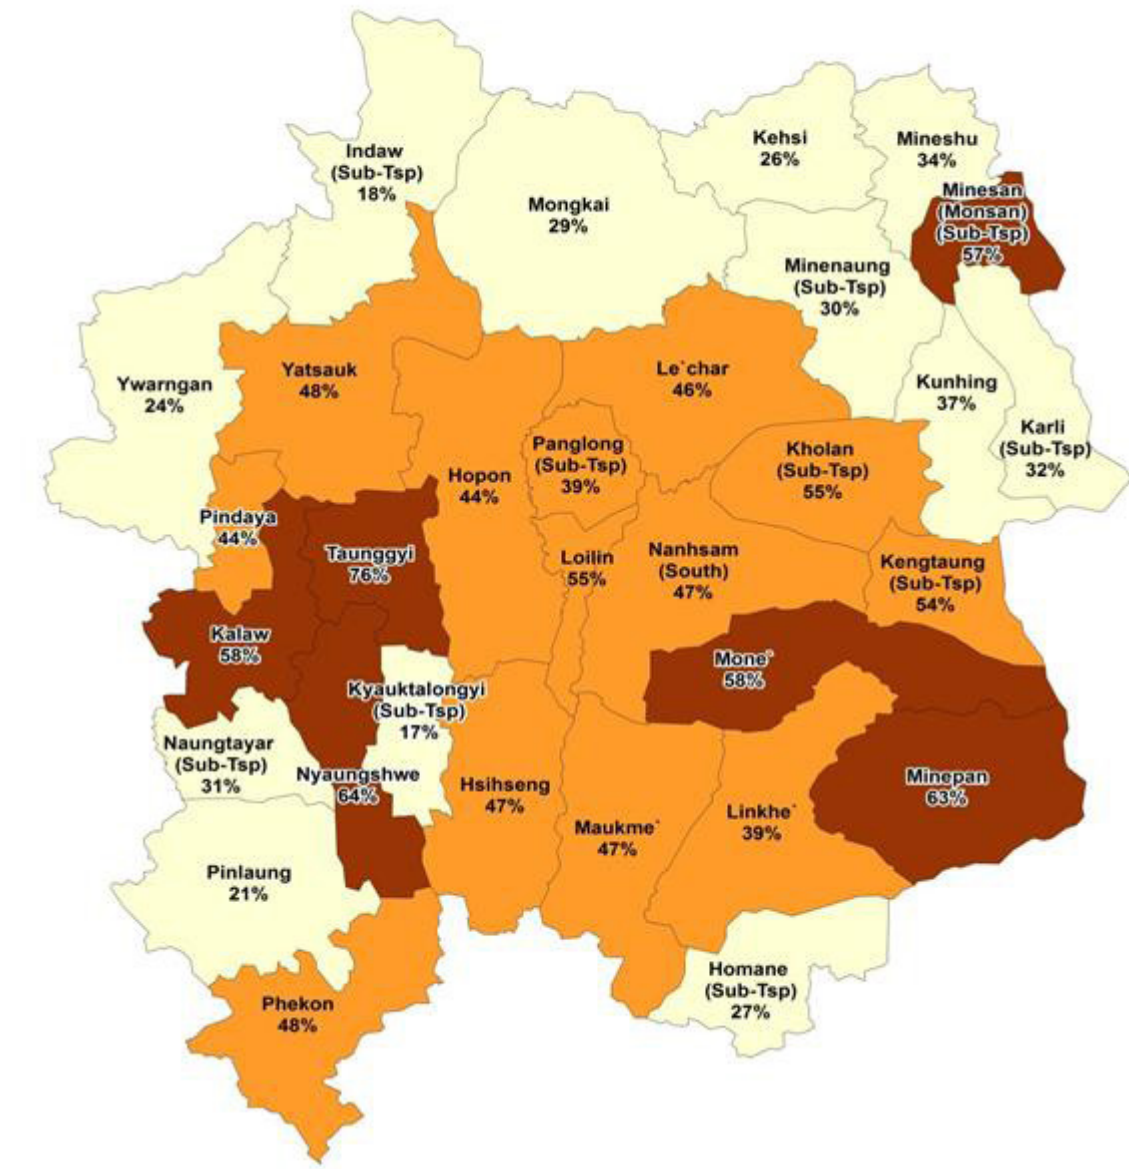 Kehsi
26%
Mineshu
34%
Indaw
(Sub-Tsp)
18%
Minesan
(Monsan)
(Sub-Tsp)
57%
Mongkai
29%
Minenaung
(Sub-Tsp)
30%
Ywarngan
24%
Yatsauk
48%
Le`char
46%
Kunhing
37%
Karli
(Sub-Tsp)
32%
Panglong
(Sub-Tsp)
39%
Kholan
(Sub-Tsp)
55%
Hopon
44%
Pindaya
44%
Taunggyi
76%
Loilin
55%
Nanhsam
(South)
47%
Kengtaung
(Sub-Tsp)
54%
Kalaw
58%
Mone`
58%
Kyauktalongyi
(Sub-Tsp)
17%
Naungtayar
(Sub-Tsp)
31%
Nyaungshwe
64%
Hsihseng
47%
Minepan
63%
Linkhe`
39%
Maukme`
47%
Pinlaung
21%
Homane
(Sub-Tsp)
27%
Phekon
48%